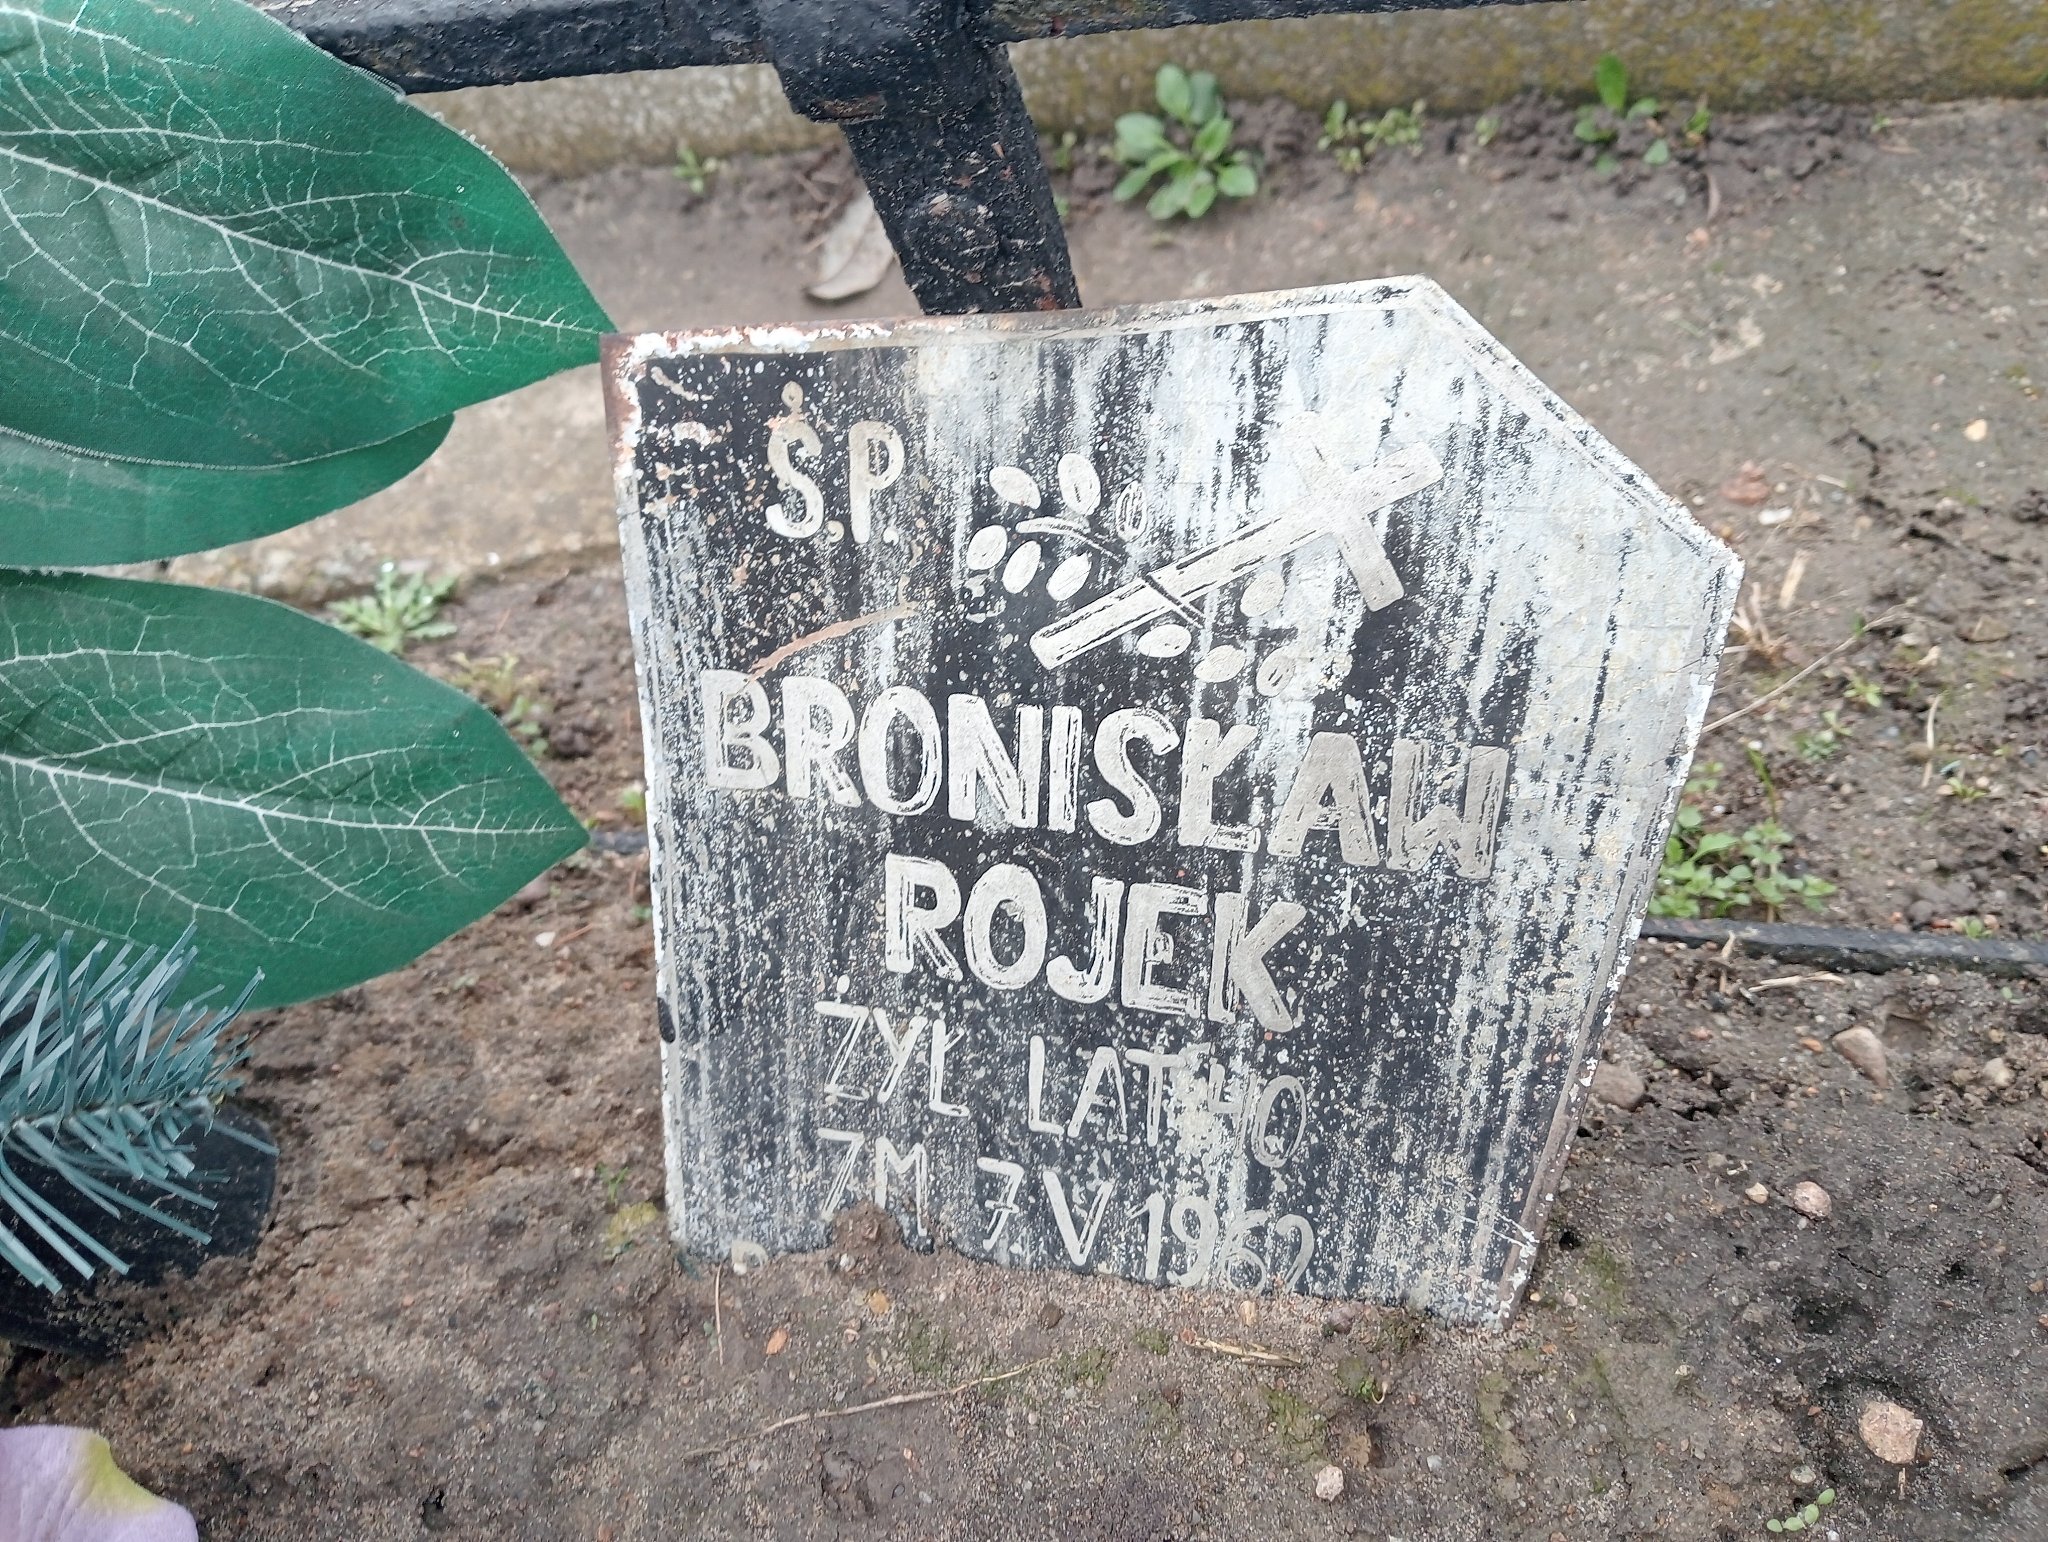 Ś.P.
BRONISŁAW
ROJEK
ŻYŁ LAT 40
ZM 7 V 1962